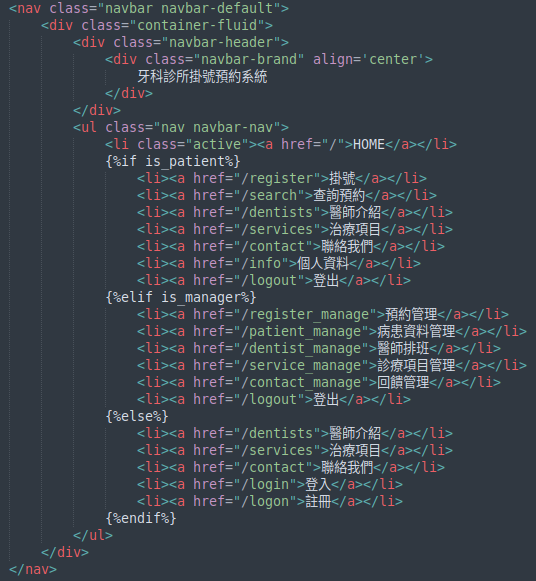 <nav class="navbar navbar-default">
<div class="container-fluid">
<div class="navbar-header">
<div class="navbar-brand" align='center'>
牙科診所掛號預約系統
</div>
</div>
<ul class="nav navbar-nav">
<li class="active"><a href="/">HOME</a></li>
{%if is_patient%}
<li><a href="/register">掛號</a></li>
<li><a href="/search">查詢預約</a></li>
<li><a href="/dentists">醫師介紹</a></li>
<li><a href="/services">治療項目</a></li>
<li><a href="/contact">聯絡我們</a></li>
<li><a href="/info">個人資料</a></li>
<li><a href="/logout">登出</a></li>
{%elif is_manager%}
<li><a href="/register_manage">預約管理</a></li>
<li><a href="/patient_manage">病患資料管理</a></li>
<li><a href="/dentist_manage">醫師排班</a></li>
<li><a href="/service_manage">診療項目管理</a></li>
<li><a href="/contact_manage">回饋管理</a></li>
<li><a href="/logout">登出</a></li>
{%else%}
<li><a href="/dentists">醫師介紹</a></li>
<li><a href="/services">治療項目</a></li>
<li><a href="/contact">聯絡我們</a></li>
<li><a href="/login">登入</a></li>
<li><a href="/logon">註冊</a></li>
{%endif%}
</ul>
</div>
</nav>